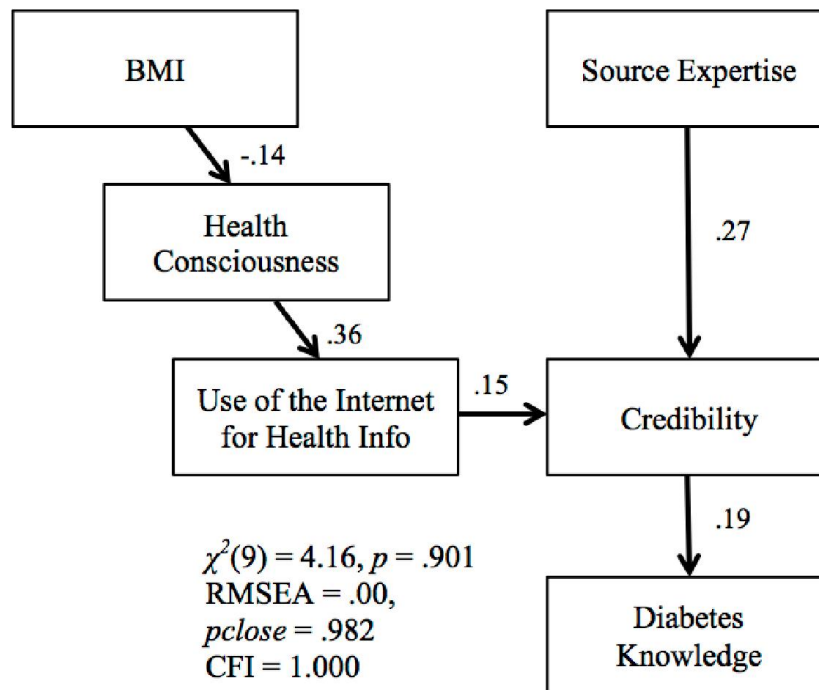 BMI
Source Expertise
-.14
Health
Consciousness
.27
.36
Use of the Internet
for Health Info
.15
Credibility
.19
χ²(9) = 4.16, p = .901
RMSEA = .00,
pclose = .982
CFI = 1.000
Diabetes
Knowledge